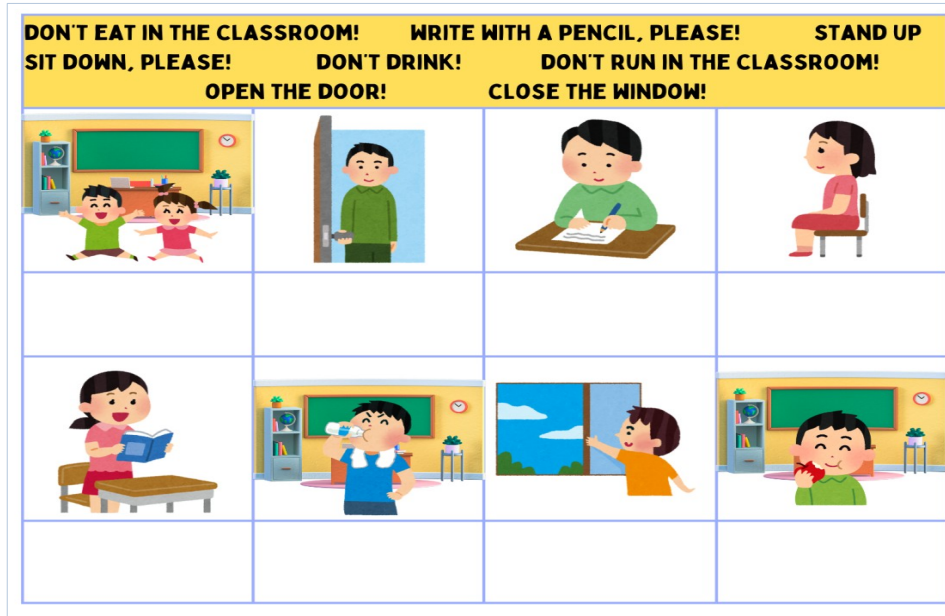 DON'T EAT IN THE CLASSROOM! WRITE WITH A PENCIL, PLEASE! STAND UP
SIT DOWN, PLEASE! DON'T DRINK! DON'T RUN IN THE CLASSROOM!
OPEN THE DOOR! CLOSE THE WINDOW!